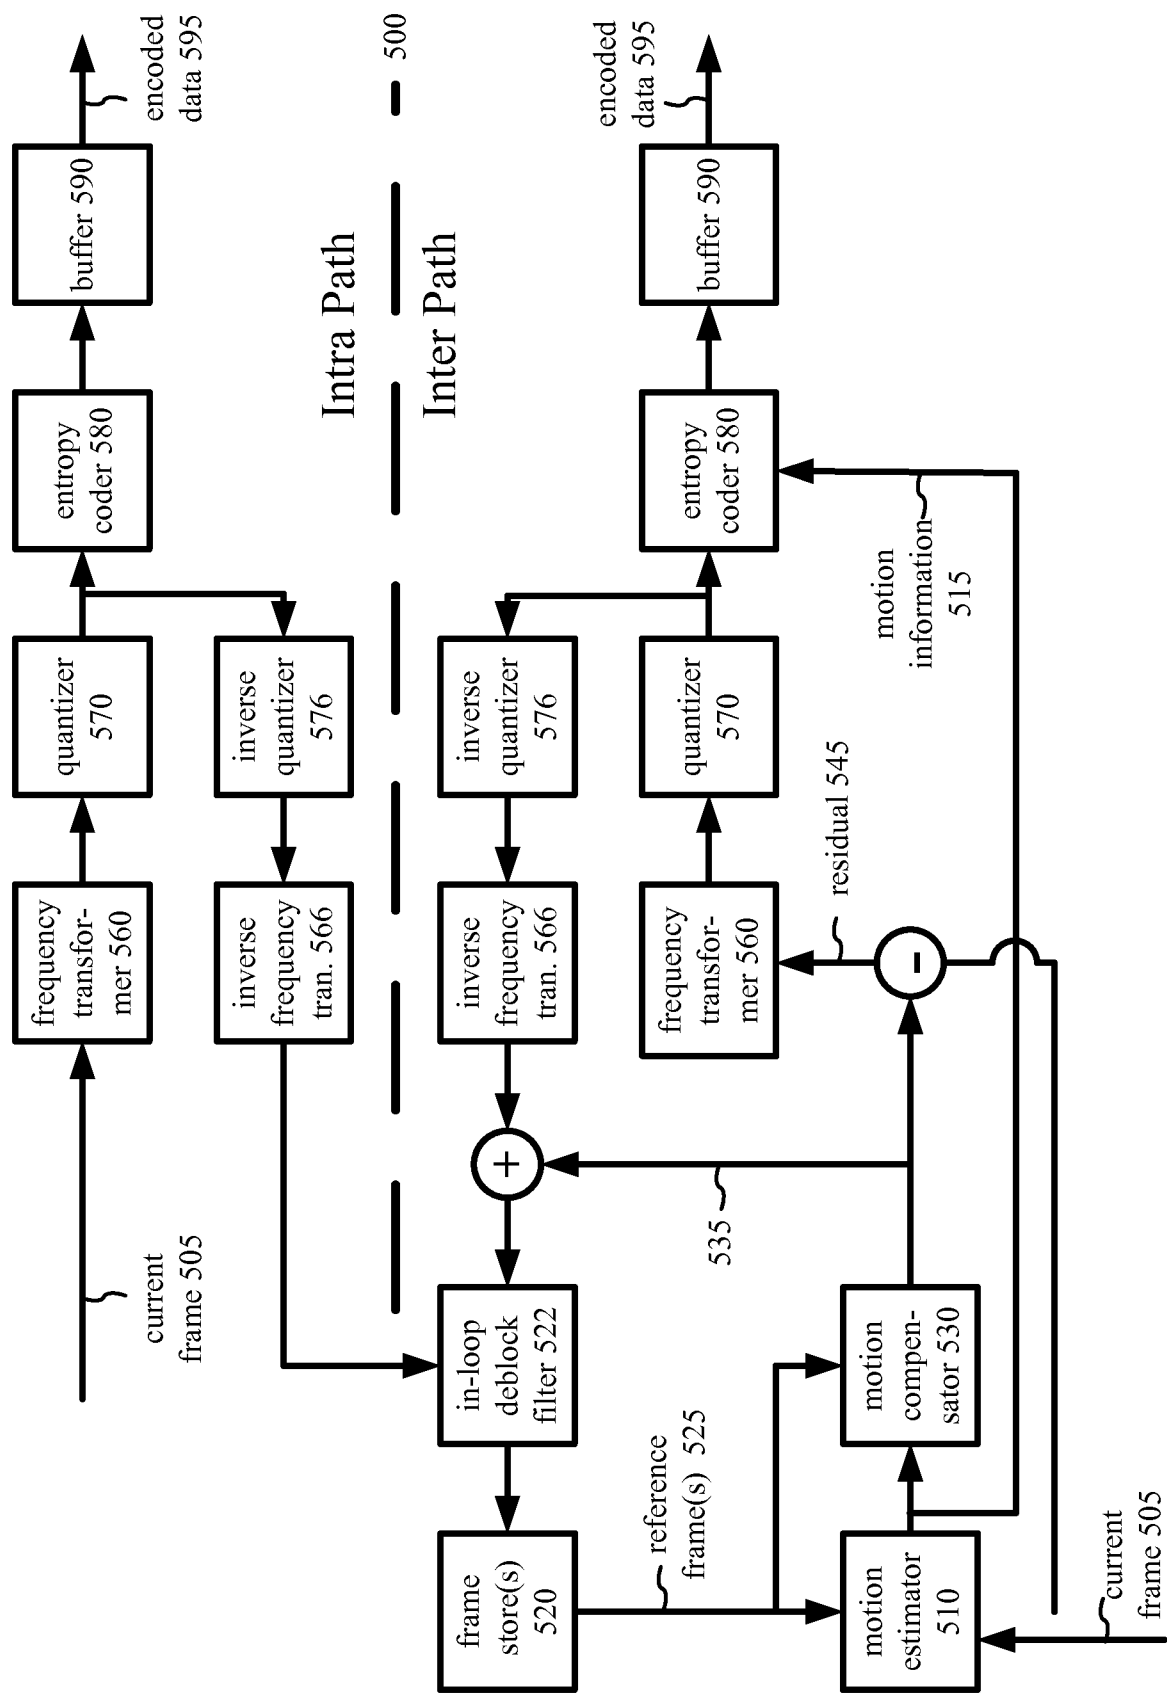 current
frame 505
frequency
transfor-
mer 560
quantizer
570
entropy
coder 580
buffer 590
encoded
data 595
inverse
frequency
tran. 566
inverse
quantizer
576
Intra Path
500
Inter Path
frame
store(s)
520
in-loop
deblock
filter 522
+
inverse
frequency
tran. 566
inverse
quantizer
576
reference
frame(s) 525
535
frequency
transfor-
mer 560
quantizer
570
entropy
coder 580
buffer 590
encoded
data 595
residual 545
motion
information
515
motion
estimator
510
motion
compen-
sator 530
-
current
frame 505